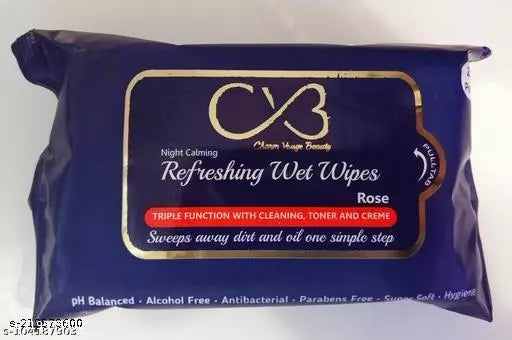 CVB
Charm Vouge Beauty
Night Calming
Refreshing Wet Wipes
Rose
PULL TAB
TRIPLE FUNCTION WITH CLEANING, TONER AND CREME
Sweeps away dirt and oil one simple step
pH Balanced · Alcohol Free · Antibacterial · Parabens Free · Super Soft · Hygiene